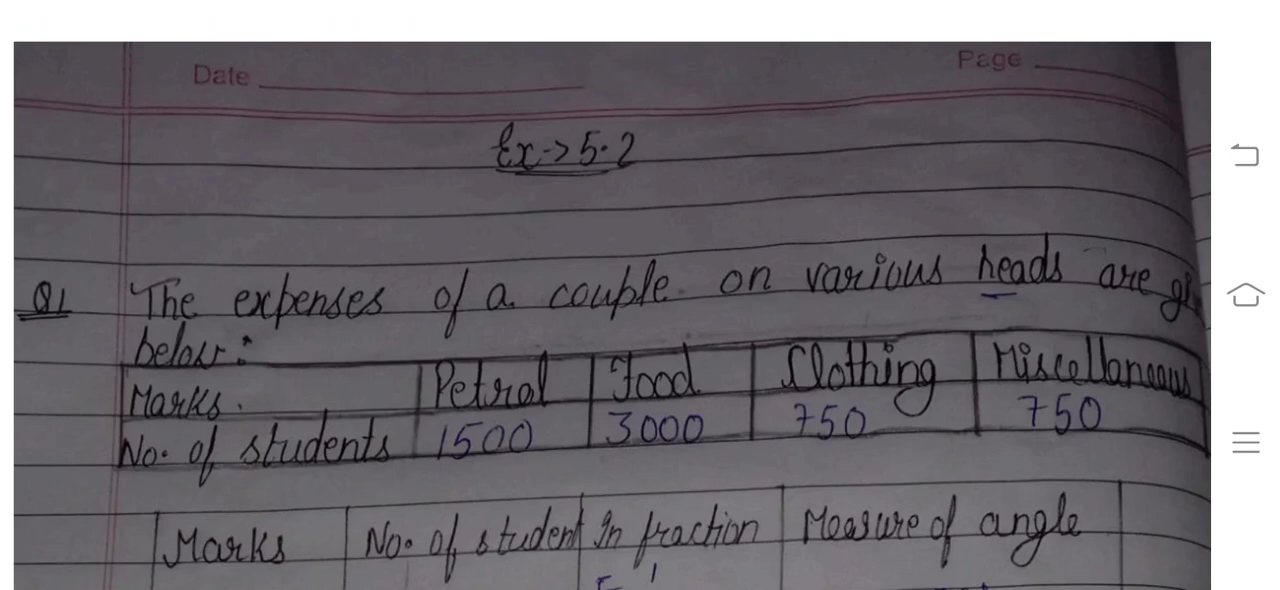 Date
Page
Ex → 5.2
Q1 The expenses of a couple on various heads are
below:
Marks. Petrol Food Clothing Miscellaneous
No. of students 1500 3000 750 750
Marks No. of student In fraction Measure of angle